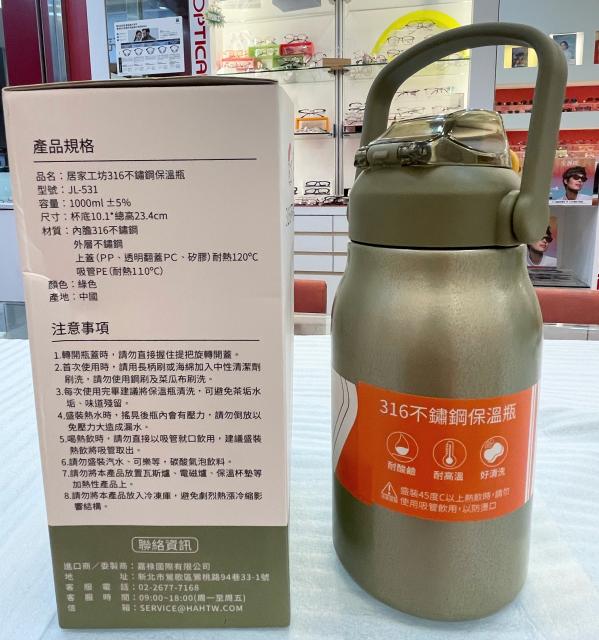 OPTICA
產品規格
品名：居家工坊316不鏽鋼保溫瓶
型號：JL-531
容量：1000ml ±5%
尺寸：杯底10.1*總高23.4cm
材質：內膽316不鏽鋼
外層不鏽鋼
上蓋(PP、透明翻蓋PC、矽膠)耐熱120°C
吸管PE(耐熱110°C)
顏色：綠色
產地：中國
注意事項
1.轉開瓶蓋時，請勿直接握住提把旋轉開蓋。
2.首次使用時，請用長柄刷或海綿加入中性清潔劑
刷洗，請勿使用鋼刷及菜瓜布刷洗。
3.每次使用完畢建議將保溫瓶清洗，可避免茶垢水
垢、味道殘留。
4.盛裝熱水時，搖晃後瓶內會有壓力，請勿倒放以
免壓力大造成漏水。
5.喝熱飲時，請勿直接以吸管就口飲用，建議盛裝
熱飲將吸管取出。
6.請勿盛裝汽水、可樂等，碳酸氣泡飲料。
7.請勿將本產品放置瓦斯爐、電磁爐、保溫杯墊等
加熱性產品上。
8.請勿將本產品放入冷凍庫，避免劇烈熱漲冷縮影
響結構。
聯絡資訊
進口商／委製商：嘉椂國際有限公司
地址：新北市鶯歌區鶯桃路94巷33-1號
客服電話：02-2677-7168
客服時間：09:00~18:00(周一至周五)
信箱：SERVICE@HAHTW.COM
316不鏽鋼保溫瓶
耐酸鹼
耐高溫
好清洗
盛裝45度C以上熱飲時，請勿
使用吸管飲用，以防燙口